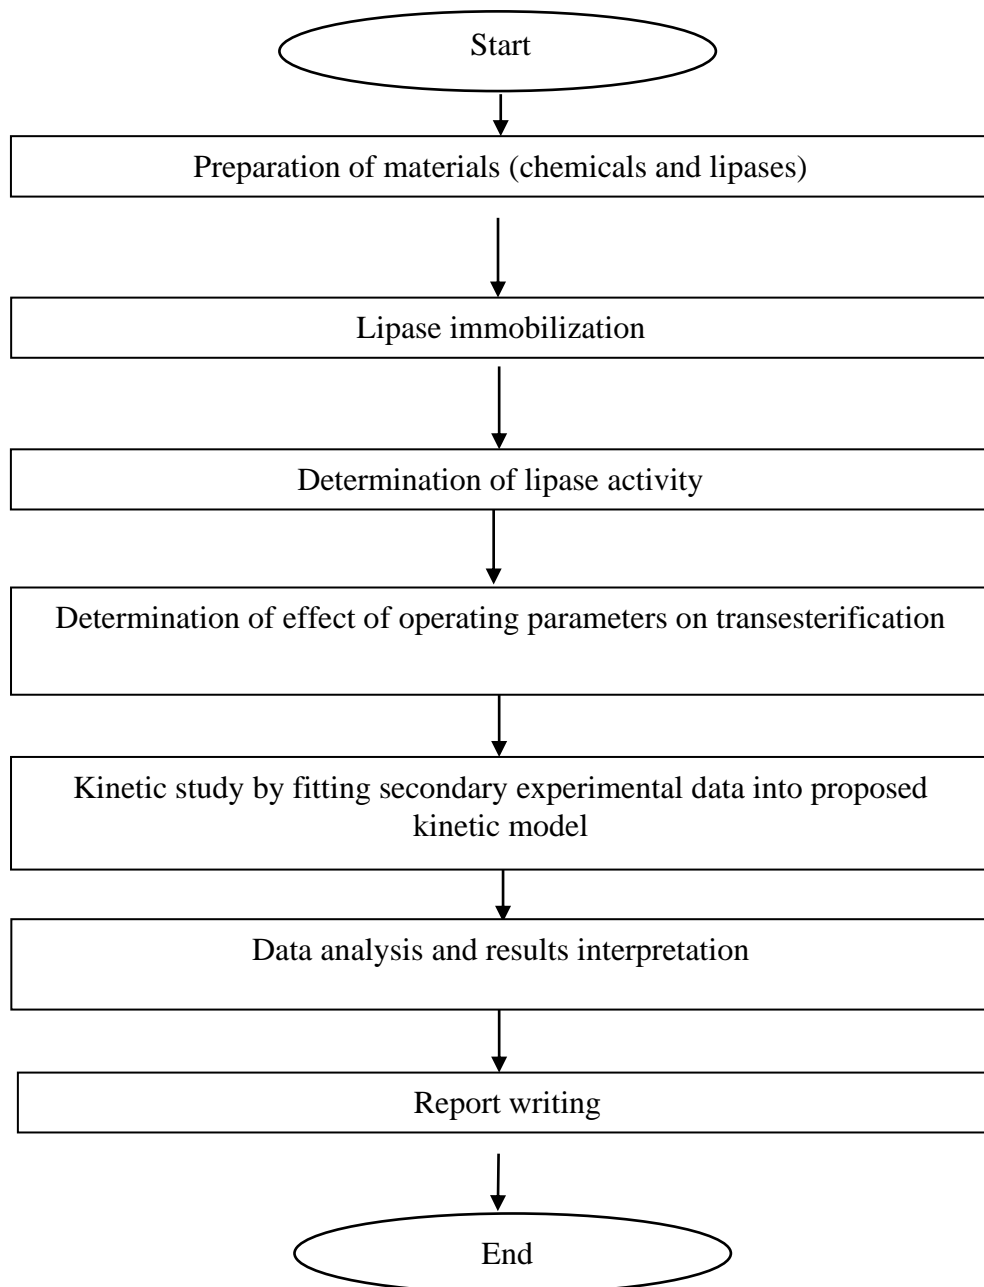 Start
Preparation of materials (chemicals and lipases)
Lipase immobilization
Determination of lipase activity
Determination of effect of operating parameters on transesterification
Kinetic study by fitting secondary experimental data into proposed
kinetic model
Data analysis and results interpretation
Report writing
End